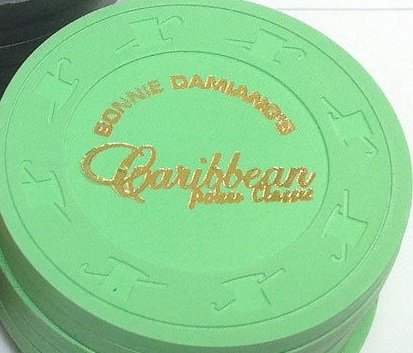 BONNIE DAMIANO'S
Caribbean
Poker Classic